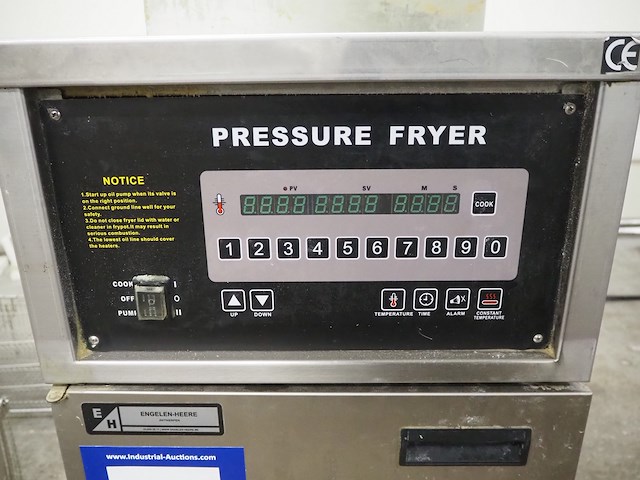 CE
PRESSURE FRYER
NOTICE
1.Start up oil pump when its valve is
on the right position.
2.Connect ground line well for your
safety.
3.Do not close fryer lid with water or
cleaner in frypot.It may result in
serious combustion.
4.The lowest oil line should cover
the heaters.
PV SV M S
COOK
1 2 3 4 5 6 7 8 9 0
COOK I
OFF O
PUMP II
UP DOWN
TEMPERATURE TIME ALARM CONSTANT
TEMPERATURE
E H
ENGELEN-HEERE
www.Industrial-Auctions.com